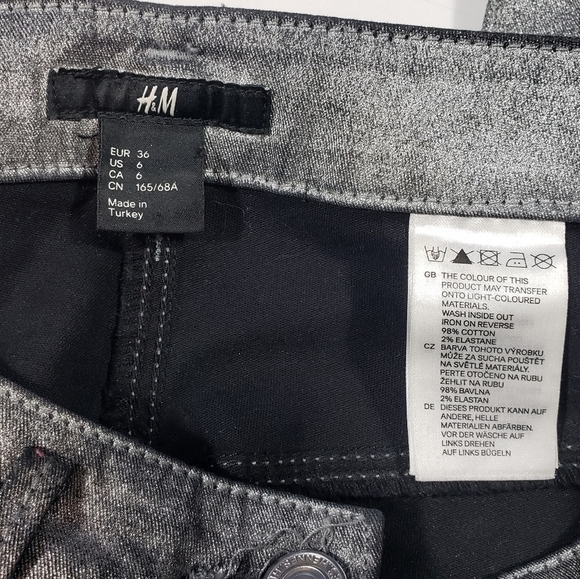 H&M
EUR 36
US 6
CA 6
CN 165/68A
Made in
Turkey
GB THE COLOUR OF THIS
PRODUCT MAY TRANSFER
ONTO LIGHT-COLOURED
MATERIALS.
WASH INSIDE OUT
IRON ON REVERSE
98% COTTON
2% ELASTANE
CZ BARVA TOHOTO VÝROBKU
MŮŽE ZA SUCHA POUŠTĚT
NA SVĚTLÉ MATERIÁLY.
PERTE OTOČENO NA RUBU
ŽEHLIT NA RUBU
98% BAVLNA
2% ELASTAN
DE DIESES PRODUKT KANN AUF
ANDERE, HELLE
MATERIALIEN ABFÄRBEN.
VOR DER WÄSCHE AUF
LINKS DREHEN
AUF LINKS BÜGELN